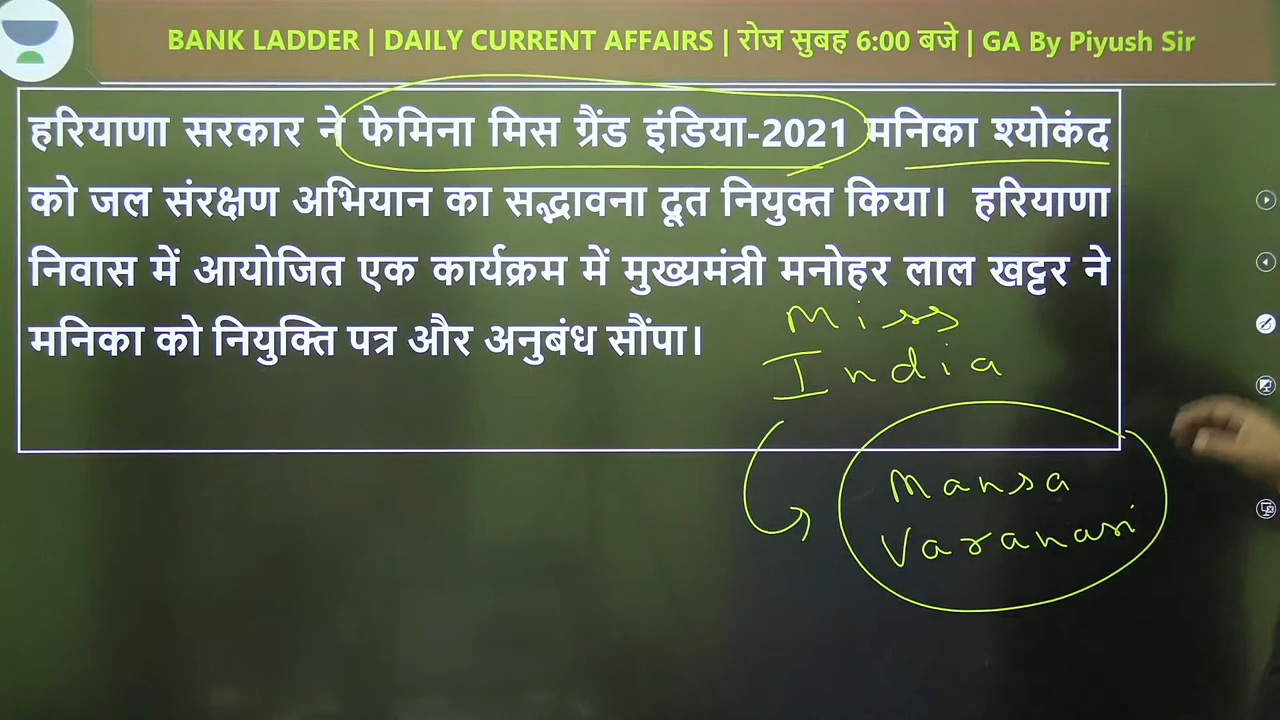 BANK LADDER | DAILY CURRENT AFFAIRS | रोज सुबह 6:00 बजे | GA By Piyush Sir
हरियाणा सरकार ने फेमिना मिस ग्रैंड इंडिया-2021 मनिका श्योकंद
को जल संरक्षण अभियान का सद्भावना दूत नियुक्त किया। हरियाणा
निवास में आयोजित एक कार्यक्रम में मुख्यमंत्री मनोहर लाल खट्टर ने
मनिका को नियुक्ति पत्र और अनुबंध सौंपा।
Miss
India
Mansa
Varanasi